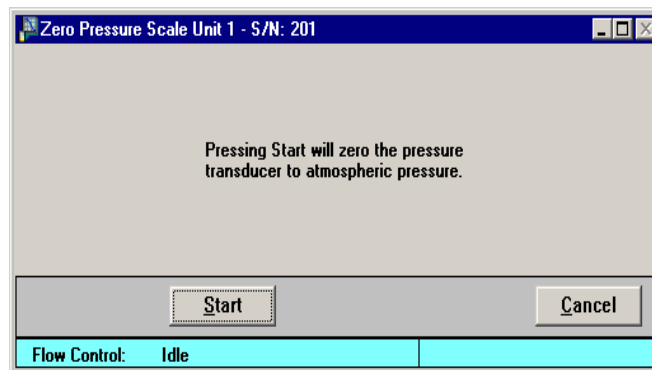 Zero Pressure Scale Unit 1 - S/N: 201
Pressing Start will zero the pressure
transducer to atmospheric pressure.
Start
Cancel
Flow Control: Idle